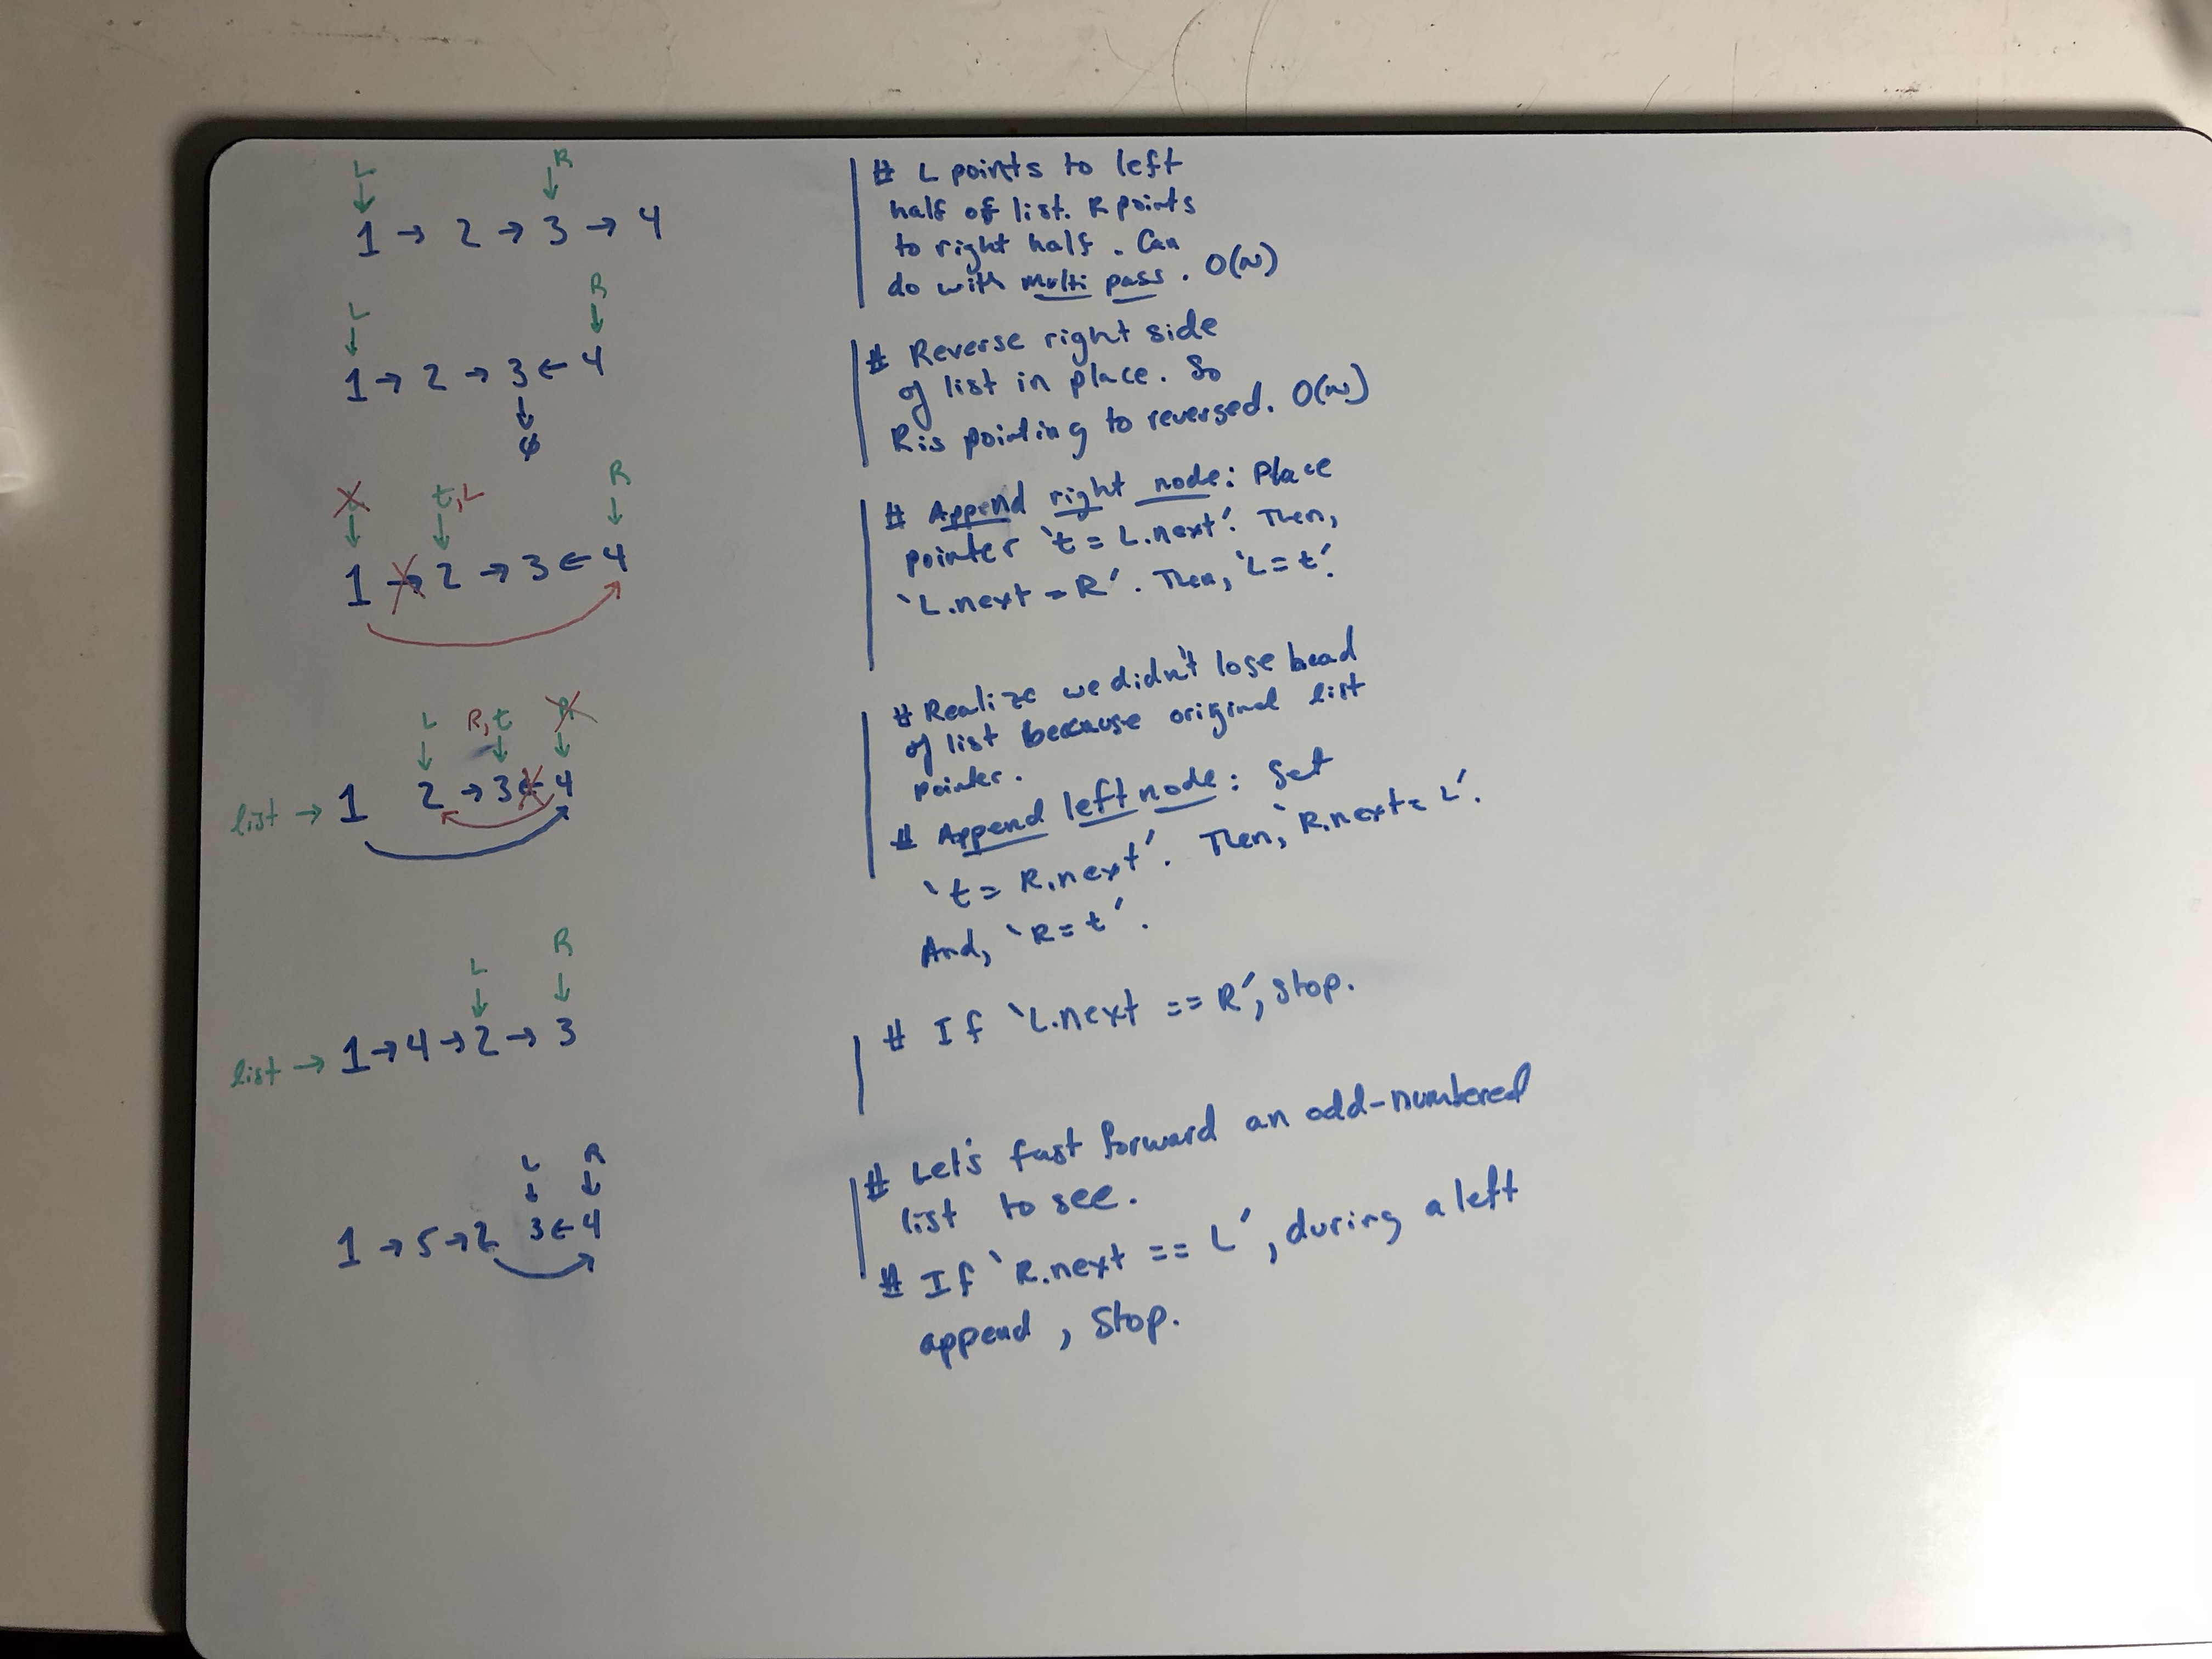 L R
1 → 2 → 3 → 4
# L points to left
half of list. R points
to right half. Can
do with multi pass. O(N)
L R
1 → 2 → 3 ← 4
↓
φ
# Reverse right side
of list in place. So
R is pointing to reversed. O(N)
t, L R
1 → 2 → 3 ← 4
# Append right node: Place
pointer `t = L.next'. Then,
`L.next = R'. Then, `L = t'.
L R, t
list → 1 2 → 3 ← 4
# Realize we didn't lose head
of list because original list
pointer.
# Append left node: Set
`t = R.next'. Then, `R.next = L'.
And, `R = t'.
L R
list → 1 → 4 → 2 → 3
# If `L.next == R', stop.
L R
1 → 5 → 2 3 ← 4
# Let's fast forward an odd-numbered
list to see.
# If `R.next == L', during a left
append, stop.